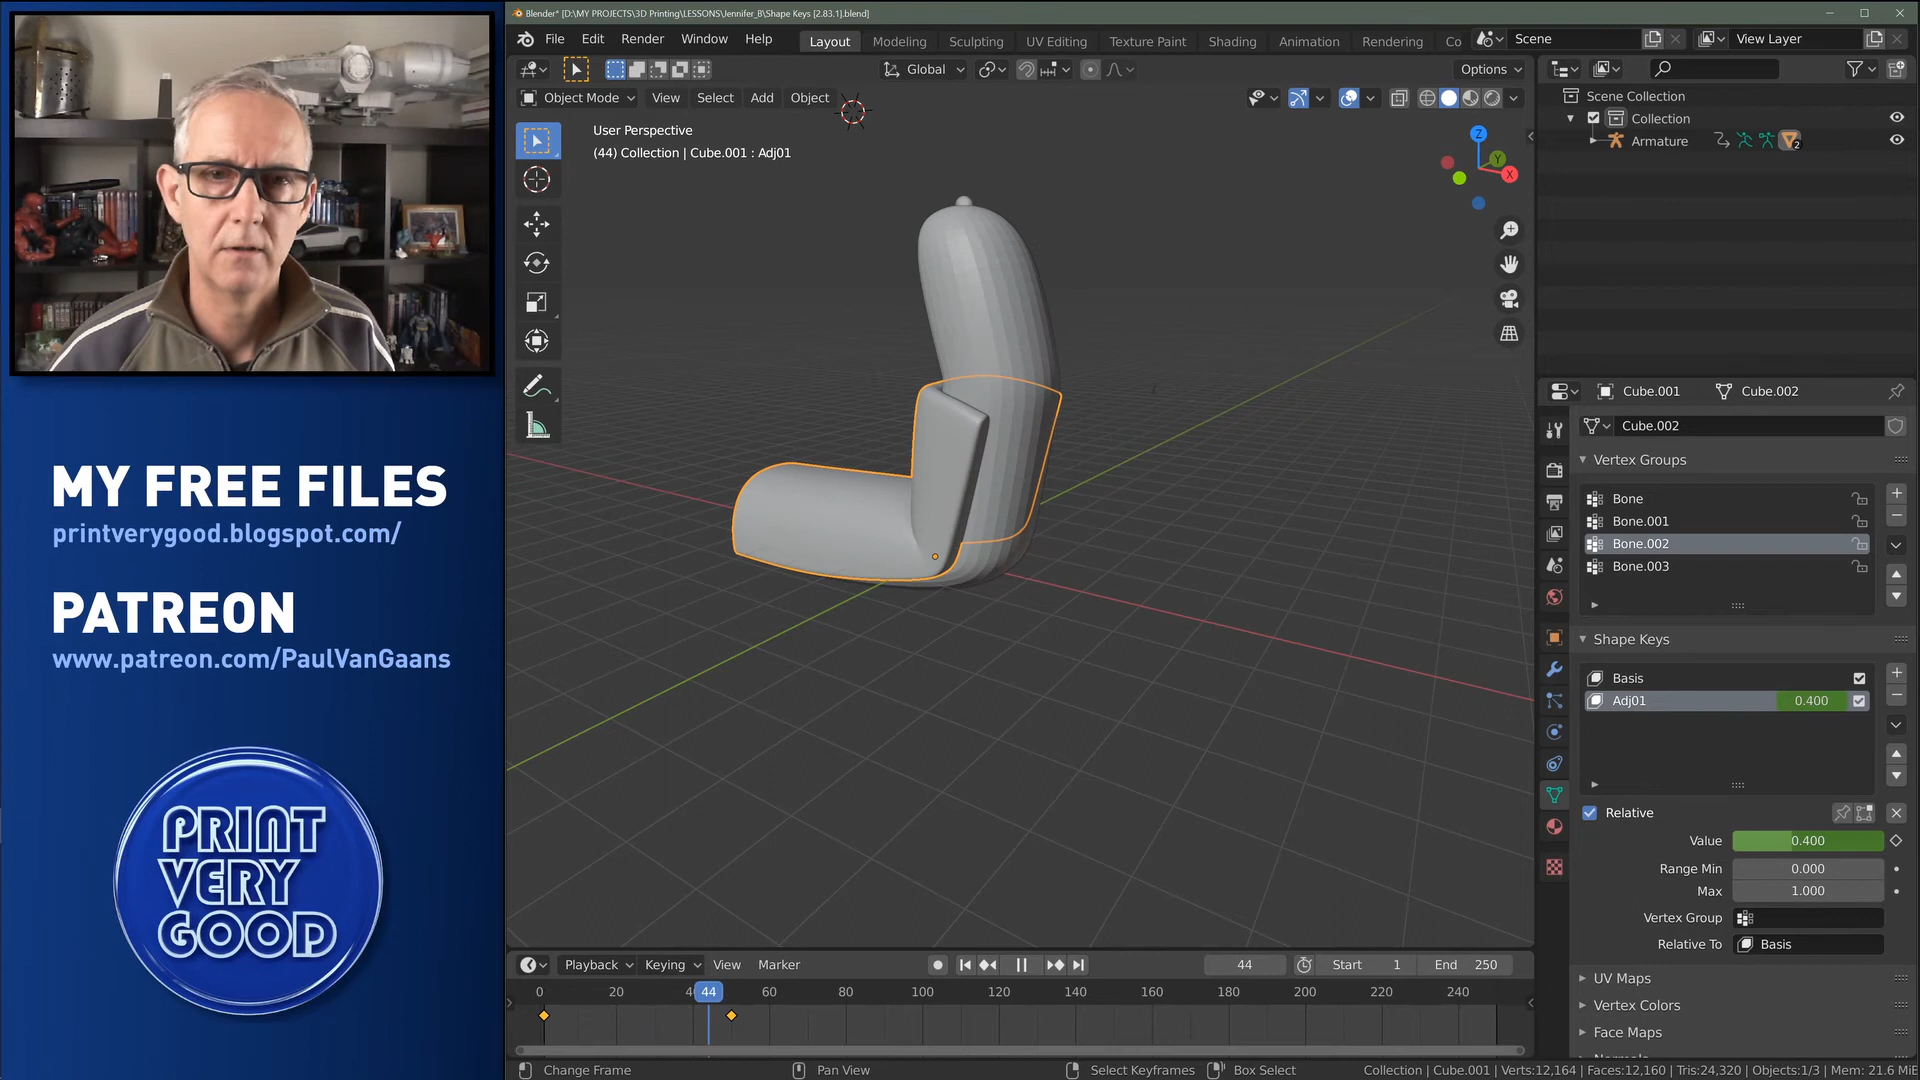 Blender* [D:\MY PROJECTS\3D Printing\LESSONS\Jennifer_B\Shape Keys [2.83.1].blend]
File Edit Render Window Help Layout Modeling Sculpting UV Editing Texture Paint Shading Animation Rendering Co Scene View Layer
Global Options
Object Mode View Select Add Object
User Perspective
(44) Collection | Cube.001 : Adj01
Z
Y
X
Scene Collection
Collection
Armature 2
Cube.001 Cube.002
Cube.002
Vertex Groups
Bone
Bone.001
Bone.002
Bone.003
Shape Keys
Basis
Adj01 0.400
Relative
Value 0.400
Range Min 0.000
Max 1.000
Vertex Group
Relative To Basis
UV Maps
Vertex Colors
Face Maps
Normals
MY FREE FILES
printverygood.blogspot.com/
PATREON
www.patreon.com/PaulVanGaans
PRINT
VERY
GOOD
Playback Keying View Marker 44 Start 1 End 250
0 20 4 44 60 80 100 120 140 160 180 200 220 240
Change Frame Pan View Select Keyframes Box Select Collection | Cube.001 | Verts:12,164 | Faces:12,160 | Tris:24,320 | Objects:1/3 | Mem: 21.6 MiB